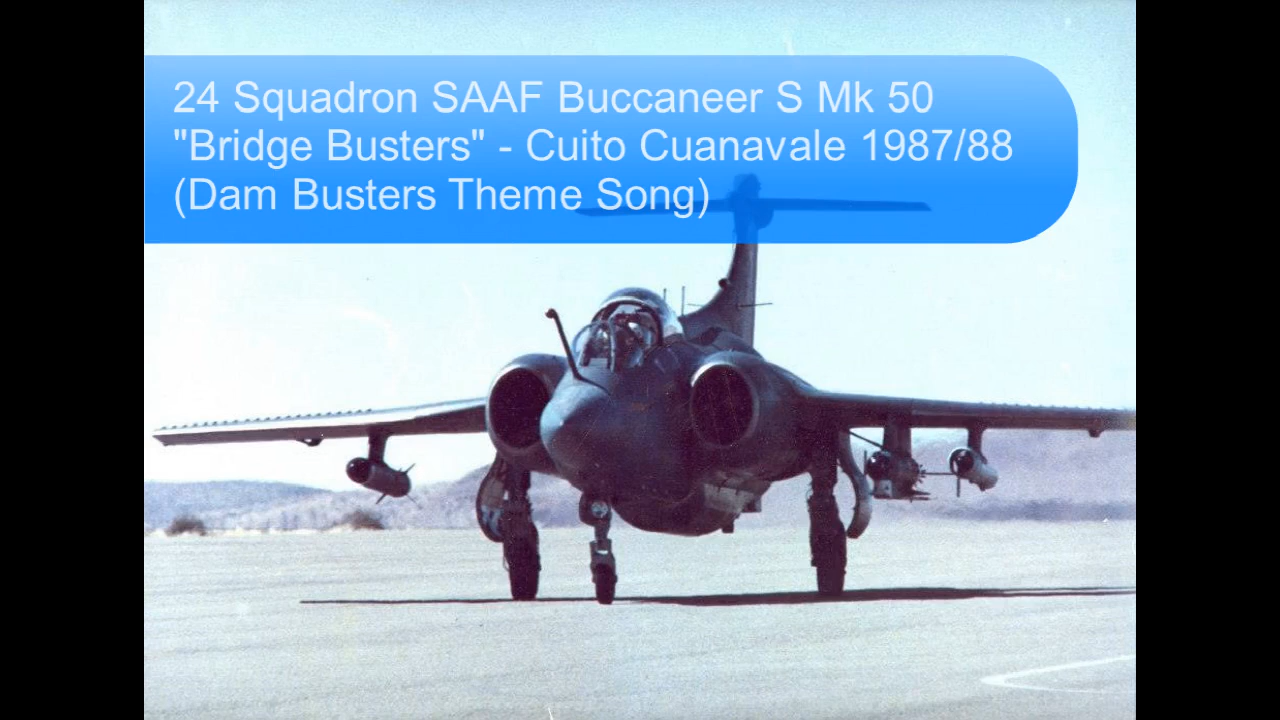 24 Squadron SAAF Buccaneer S Mk 50
"Bridge Busters" - Cuito Cuanavale 1987/88
(Dam Busters Theme Song)